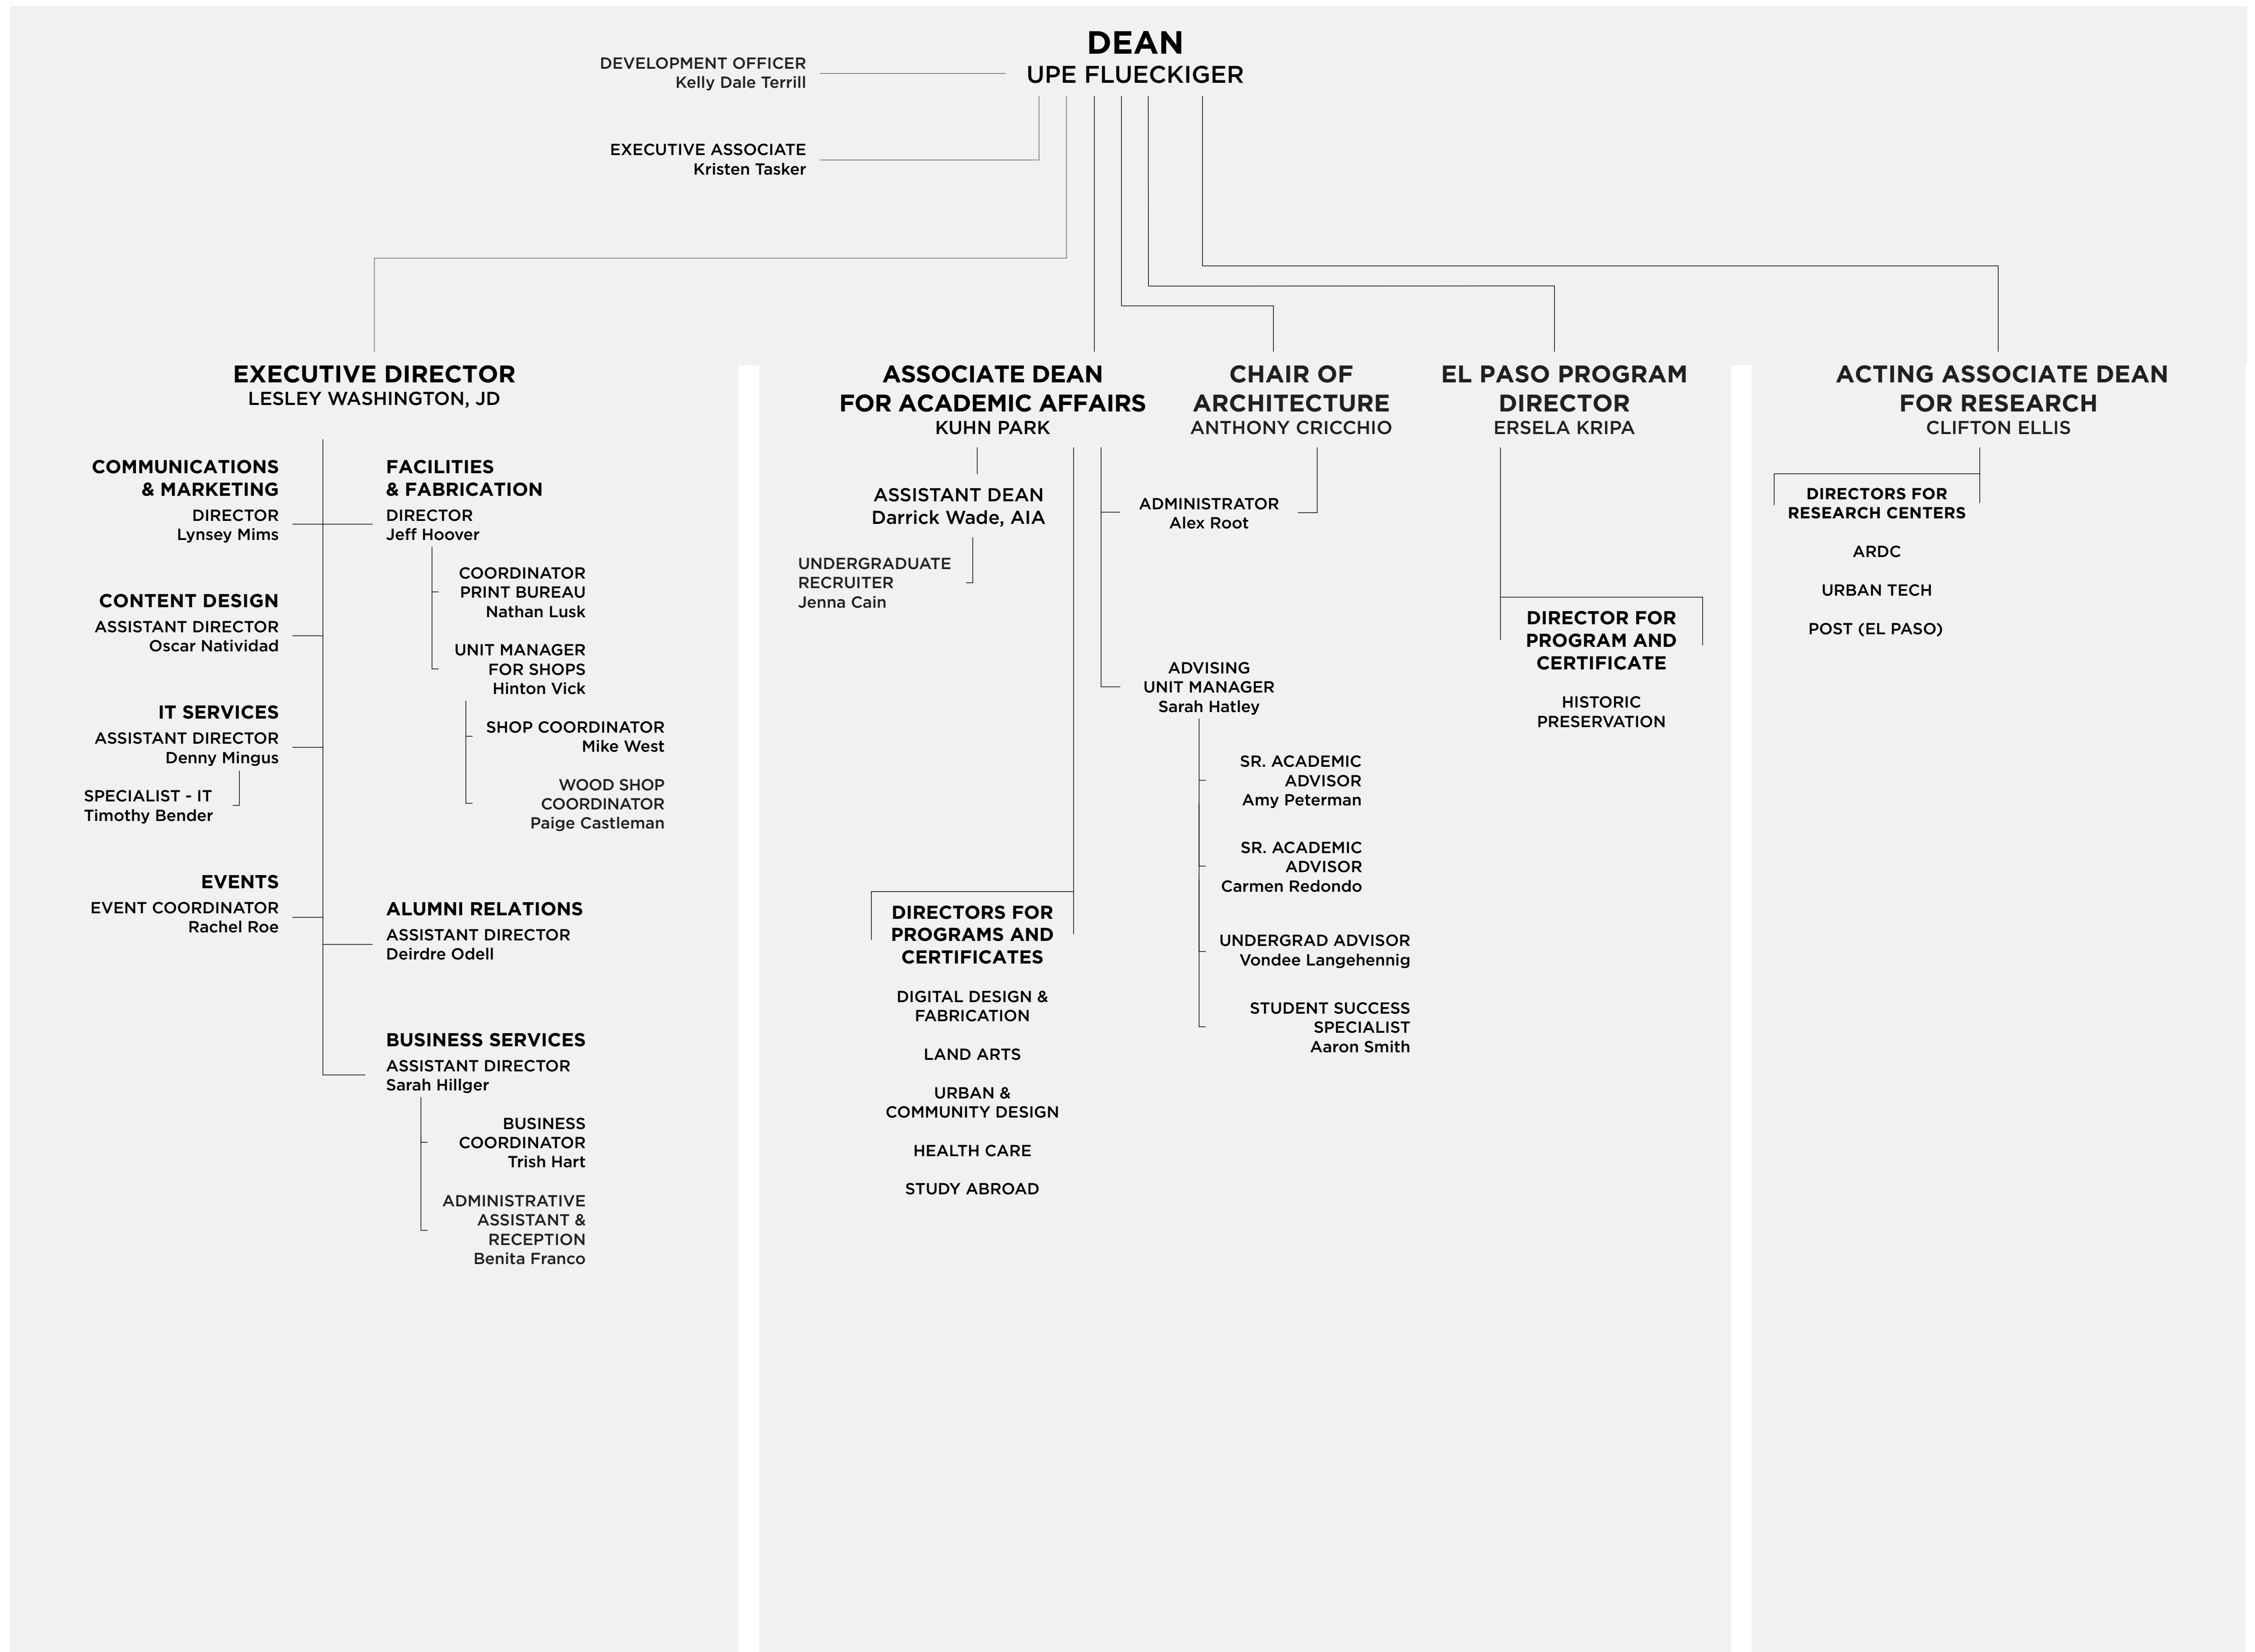 DEAN
UPE FLUECKIGER
DEVELOPMENT OFFICER
Kelly Dale Terrill
EXECUTIVE ASSOCIATE
Kristen Tasker
EXECUTIVE DIRECTOR
LESLEY WASHINGTON, JD
COMMUNICATIONS
& MARKETING
DIRECTOR
Lynsey Mims
CONTENT DESIGN
ASSISTANT DIRECTOR
Oscar Natividad
IT SERVICES
ASSISTANT DIRECTOR
Denny Mingus
SPECIALIST - IT
Timothy Bender
EVENTS
EVENT COORDINATOR
Rachel Roe
FACILITIES
& FABRICATION
DIRECTOR
Jeff Hoover
COORDINATOR
PRINT BUREAU
Nathan Lusk
UNIT MANAGER
FOR SHOPS
Hinton Vick
SHOP COORDINATOR
Mike West
WOOD SHOP
COORDINATOR
Paige Castleman
ALUMNI RELATIONS
ASSISTANT DIRECTOR
Deirdre Odell
BUSINESS SERVICES
ASSISTANT DIRECTOR
Sarah Hillger
BUSINESS
COORDINATOR
Trish Hart
ADMINISTRATIVE
ASSISTANT &
RECEPTION
Benita Franco
ASSOCIATE DEAN
FOR ACADEMIC AFFAIRS
KUHN PARK
ASSISTANT DEAN
Darrick Wade, AIA
UNDERGRADUATE
RECRUITER
Jenna Cain
DIRECTORS FOR
PROGRAMS AND
CERTIFICATES
DIGITAL DESIGN &
FABRICATION
LAND ARTS
URBAN &
COMMUNITY DESIGN
HEALTH CARE
STUDY ABROAD
CHAIR OF
ARCHITECTURE
ANTHONY CRICCHIO
ADMINISTRATOR
Alex Root
ADVISING
UNIT MANAGER
Sarah Hatley
SR. ACADEMIC
ADVISOR
Amy Peterman
SR. ACADEMIC
ADVISOR
Carmen Redondo
UNDERGRAD ADVISOR
Vondee Langehennig
STUDENT SUCCESS
SPECIALIST
Aaron Smith
EL PASO PROGRAM
DIRECTOR
ERSELA KRIPA
DIRECTOR FOR
PROGRAM AND
CERTIFICATE
HISTORIC
PRESERVATION
ACTING ASSOCIATE DEAN
FOR RESEARCH
CLIFTON ELLIS
DIRECTORS FOR
RESEARCH CENTERS
ARDC
URBAN TECH
POST (EL PASO)